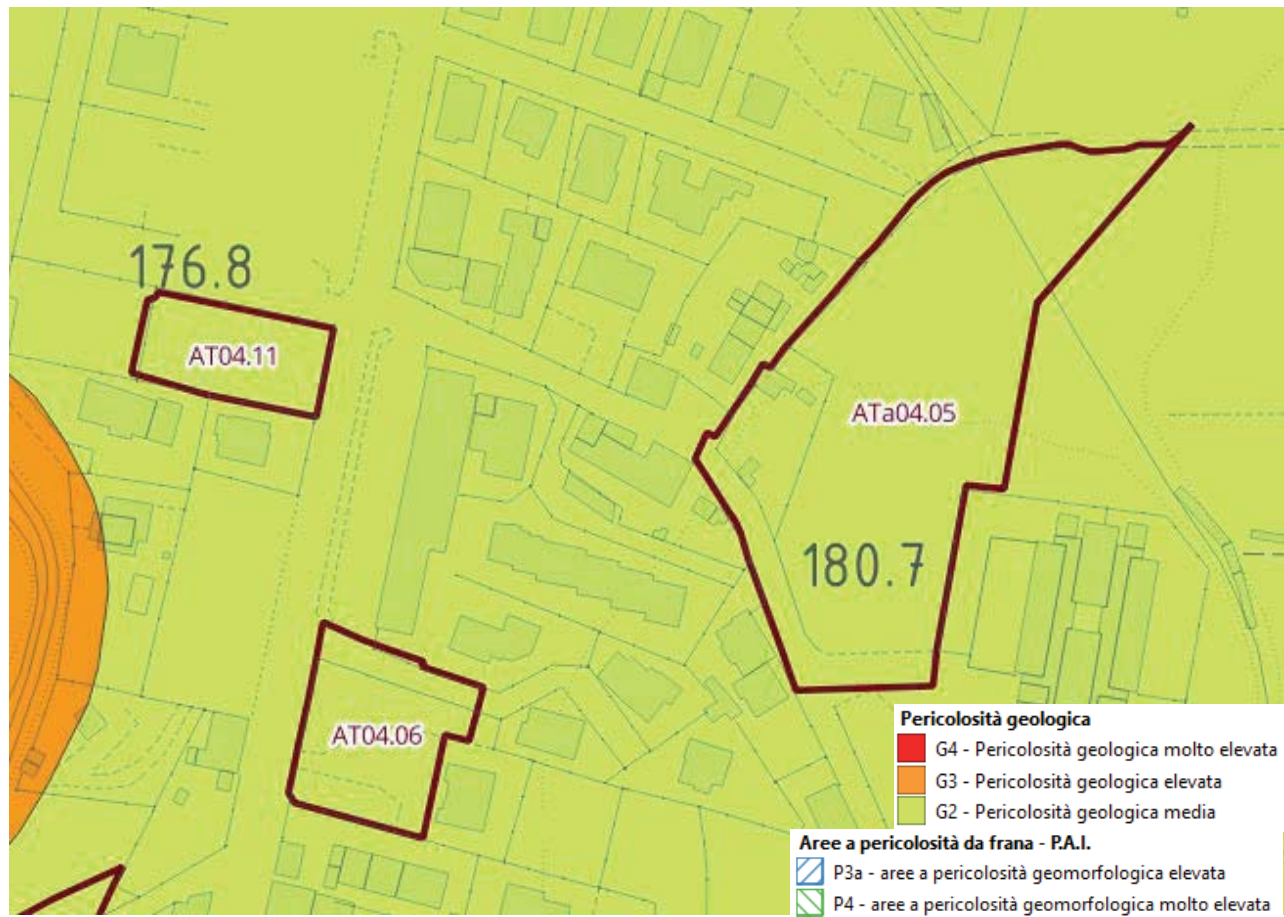 176.8
AT04.11
ATa04.05
180.7
AT04.06
Pericolosità geologica
G4 - Pericolosità geologica molto elevata
G3 - Pericolosità geologica elevata
G2 - Pericolosità geologica media
Aree a pericolosità da frana - P.A.I.
P3a - aree a pericolosità geomorfologica elevata
P4 - aree a pericolosità geomorfologica molto elevata